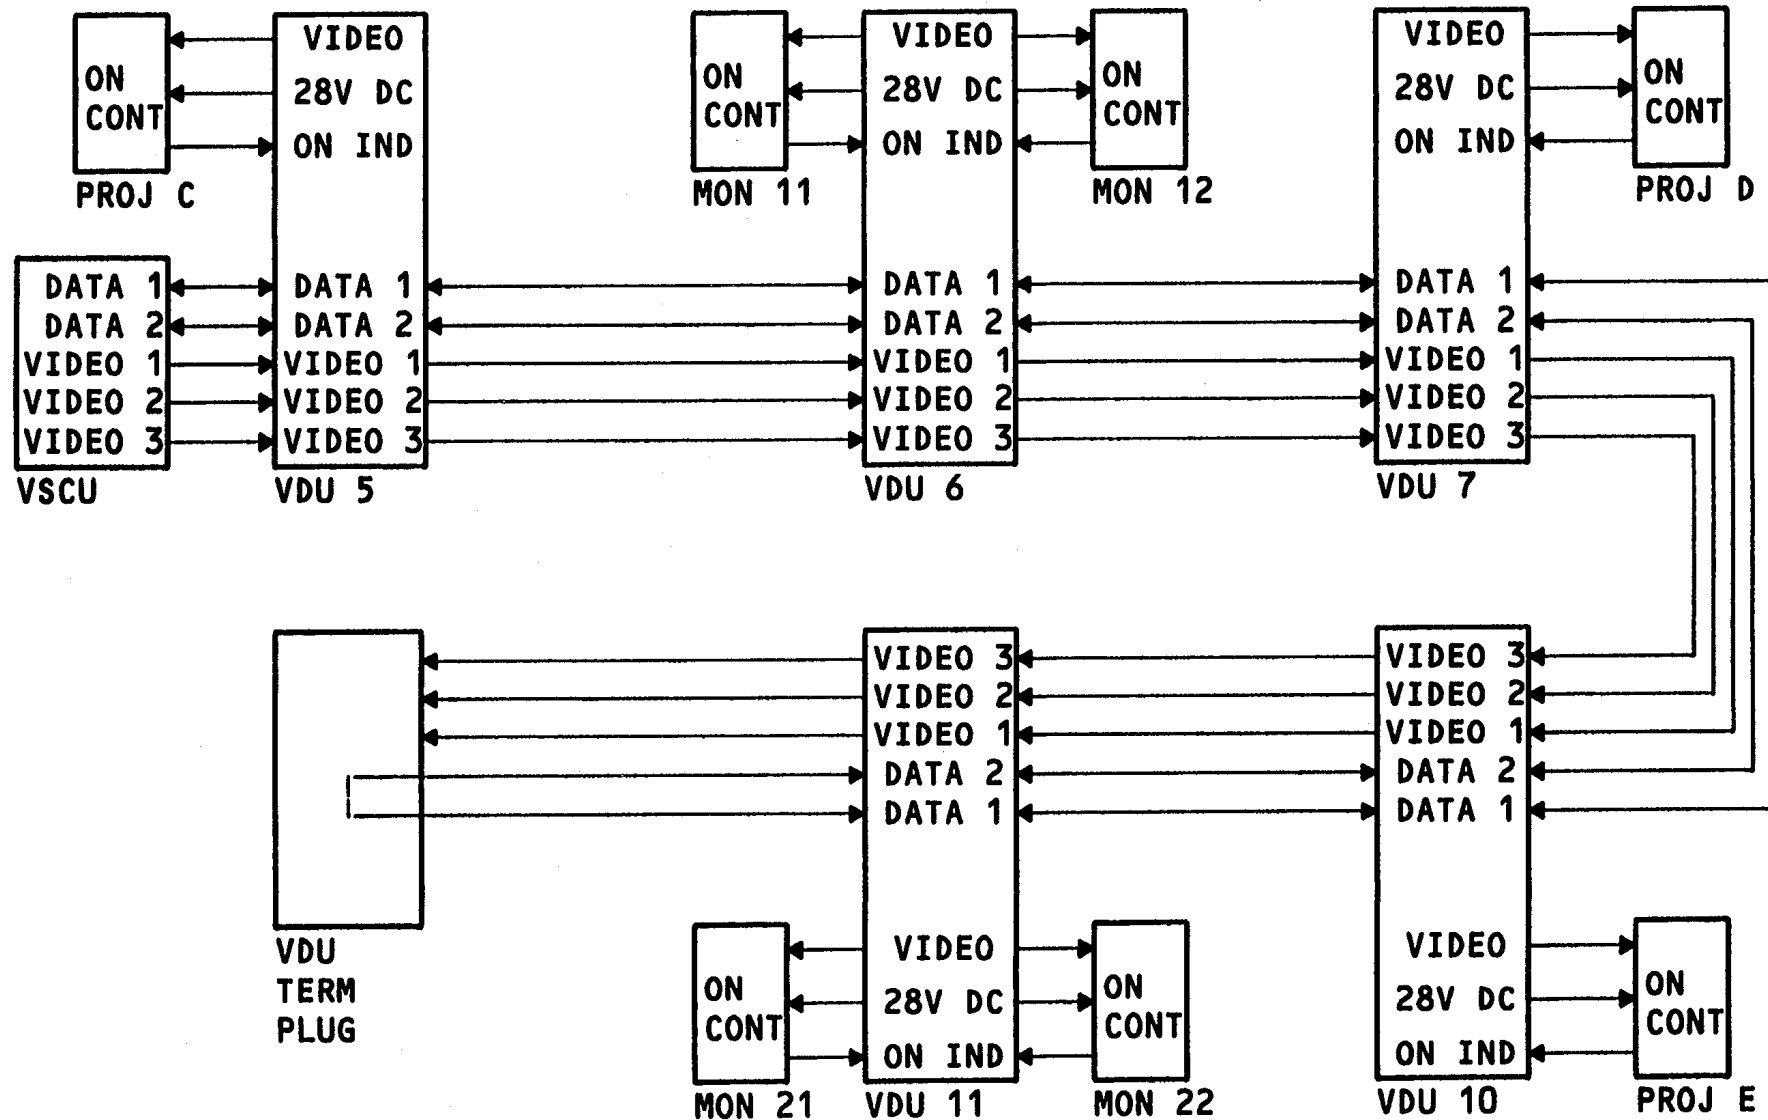 VIDEO
28V DC
ON IND
ON
CONT
PROJ C
DATA 1
DATA 2
VIDEO 1
VIDEO 2
VIDEO 3
VSCU
DATA 1
DATA 2
VIDEO 1
VIDEO 2
VIDEO 3
VDU 5
ON
CONT
MON 11
VIDEO
28V DC
ON IND
ON
CONT
MON 12
DATA 1
DATA 2
VIDEO 1
VIDEO 2
VIDEO 3
VDU 6
VIDEO
28V DC
ON IND
ON
CONT
PROJ D
DATA 1
DATA 2
VIDEO 1
VIDEO 2
VIDEO 3
VDU 7
VDU
TERM
PLUG
VIDEO 3
VIDEO 2
VIDEO 1
DATA 2
DATA 1
ON
CONT
MON 21
VIDEO
28V DC
ON IND
VDU 11
ON
CONT
MON 22
VIDEO 3
VIDEO 2
VIDEO 1
DATA 2
DATA 1
VIDEO
28V DC
ON IND
VDU 10
ON
CONT
PROJ E